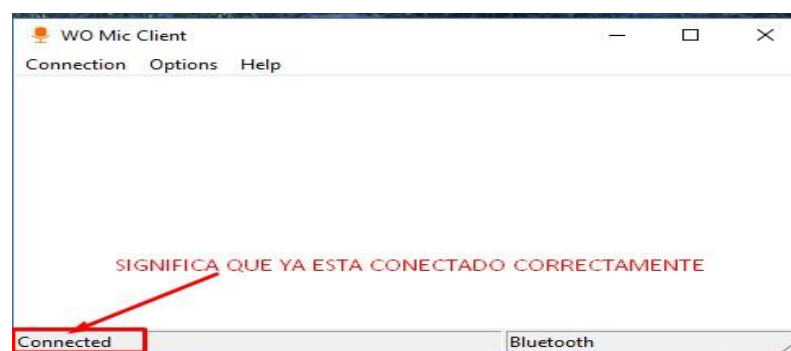 WO Mic Client
Connection Options Help
SIGNIFICA QUE YA ESTA CONECTADO CORRECTAMENTE
Connected Bluetooth